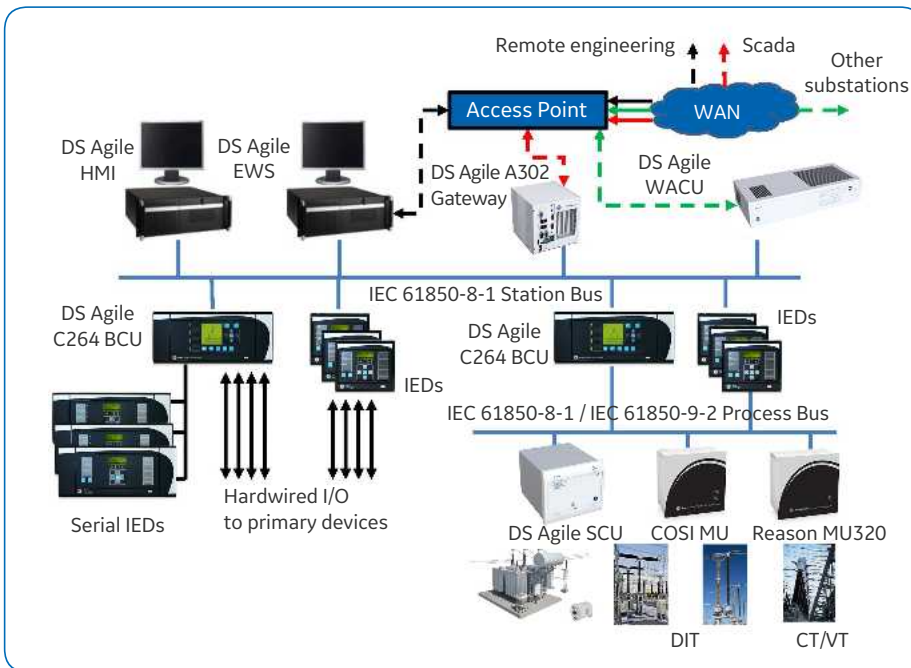 Remote engineering
Scada
Other
substations
Access Point
WAN
DS Agile
HMI
DS Agile
EWS
DS Agile A302
Gateway
DS Agile
WACU
IEC 61850-8-1 Station Bus
DS Agile
C264 BCU
IEDs
DS Agile
C264 BCU
IEDs
IEC 61850-8-1 / IEC 61850-9-2 Process Bus
Serial IEDs
Hardwired I/O
to primary devices
DS Agile SCU
COSI MU
Reason MU320
DIT
CT/VT